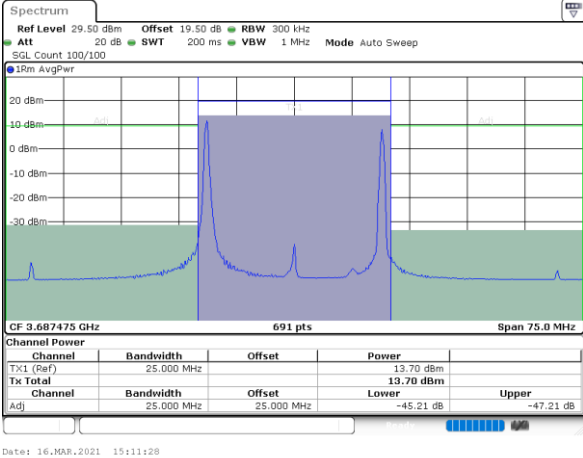 Spectrum
Ref Level 29.50 dBm Offset 19.50 dB RBW 300 kHz
Att 20 dB SWT 200 ms VBW 1 MHz Mode Auto Sweep
SGL Count 100/100
1Rm AvgPwr
20 dBm
TX1
Adj Adj
10 dBm
0 dBm
-10 dBm
-20 dBm
-30 dBm
CF 3.687475 GHz 691 pts Span 75.0 MHz
Channel Power
Channel Bandwidth Offset Power
TX1 (Ref) 25.000 MHz 13.70 dBm
Tx Total 13.70 dBm
Channel Bandwidth Offset Lower Upper
Adj 25.000 MHz 25.000 MHz -45.21 dB -47.21 dB
Ready
Date: 16.MAR.2021 15:11:28